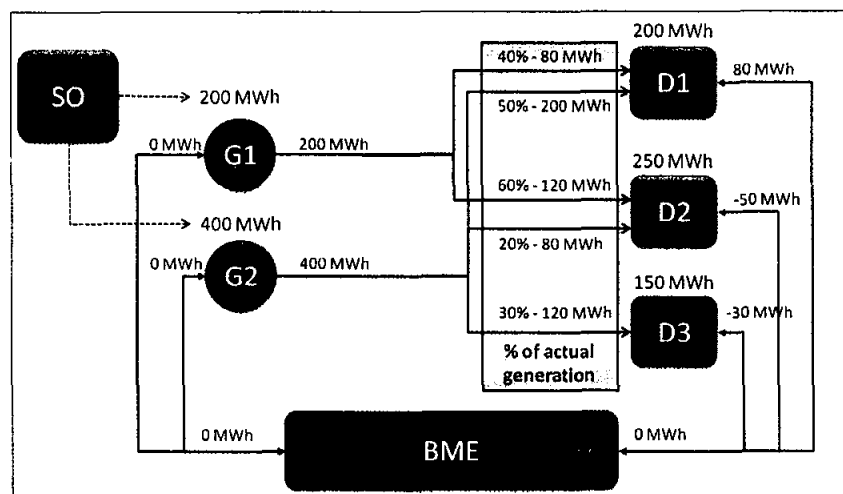 200 MWh
40% - 80 MWh
SO
D1
80 MWh
200 MWh
50% - 200 MWh
0 MWh
G1
200 MWh
250 MWh
60% - 120 MWh
-50 MWh
400 MWh
D2
0 MWh
20% - 80 MWh
G2
400 MWh
150 MWh
30% - 120 MWh
-30 MWh
D3
% of actual
generation
0 MWh
BME
0 MWh